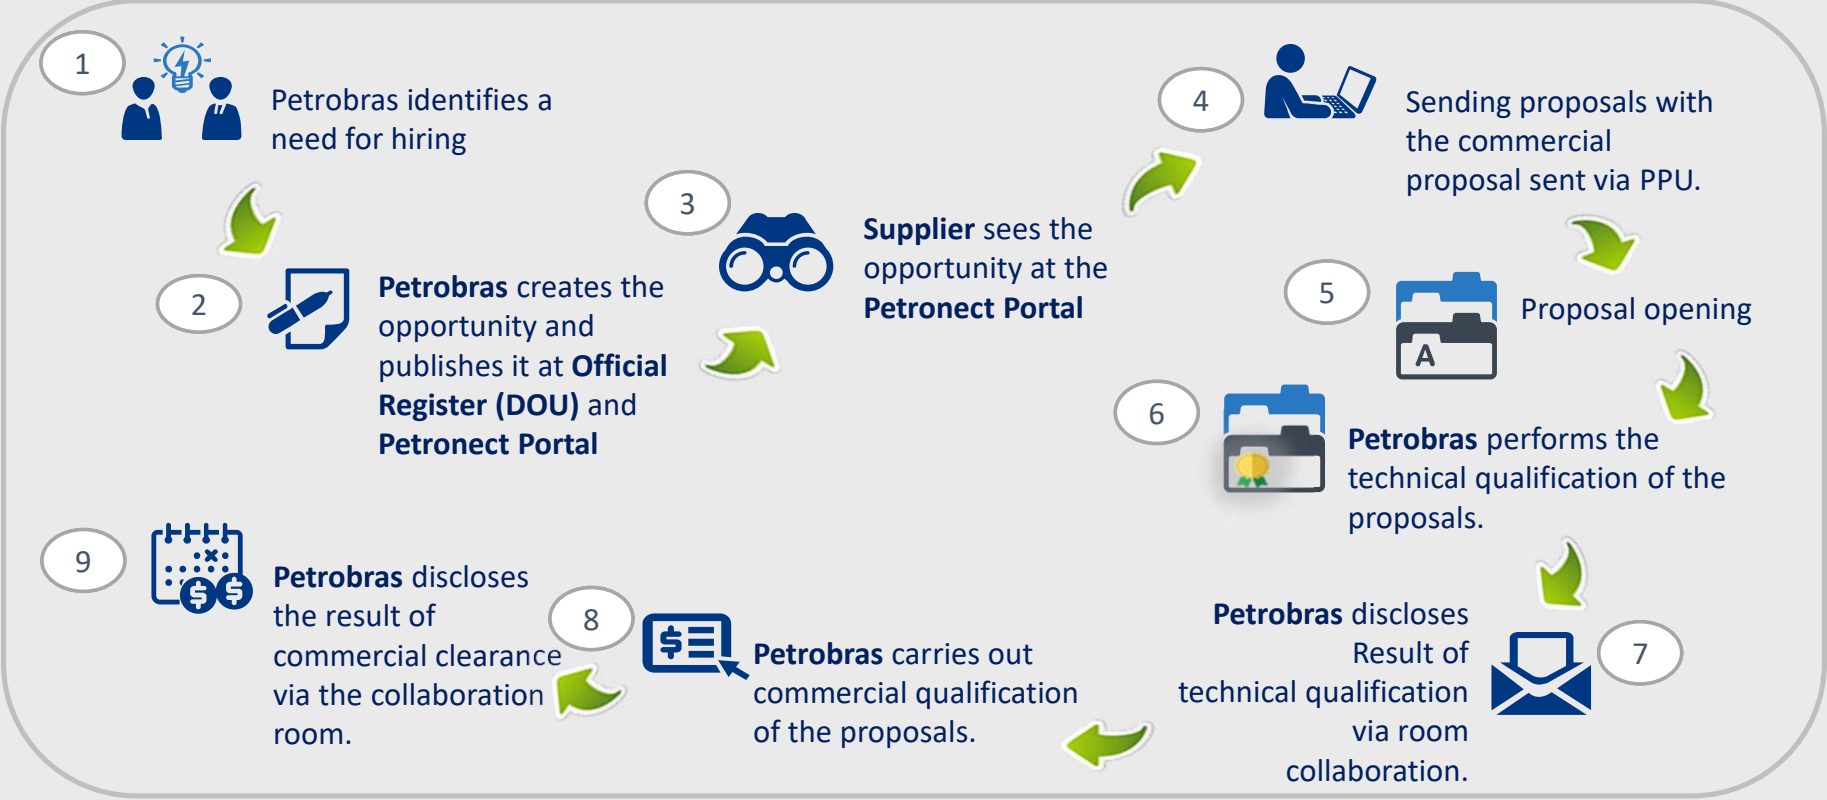 1
Petrobras identifies a
need for hiring
2
Petrobras creates the
opportunity and
publishes it at Official
Register (DOU) and
Petronect Portal
3
Supplier sees the
opportunity at the
Petronect Portal
4
Sending proposals with
the commercial
proposal sent via PPU.
5
A
Proposal opening
6
Petrobras performs the
technical qualification of the
proposals.
7
Petrobras discloses
Result of
technical qualification
via room
collaboration.
8
$
Petrobras carries out
commercial qualification
of the proposals.
9
$ $
Petrobras discloses
the result of
commercial clearance
via the collaboration
room.